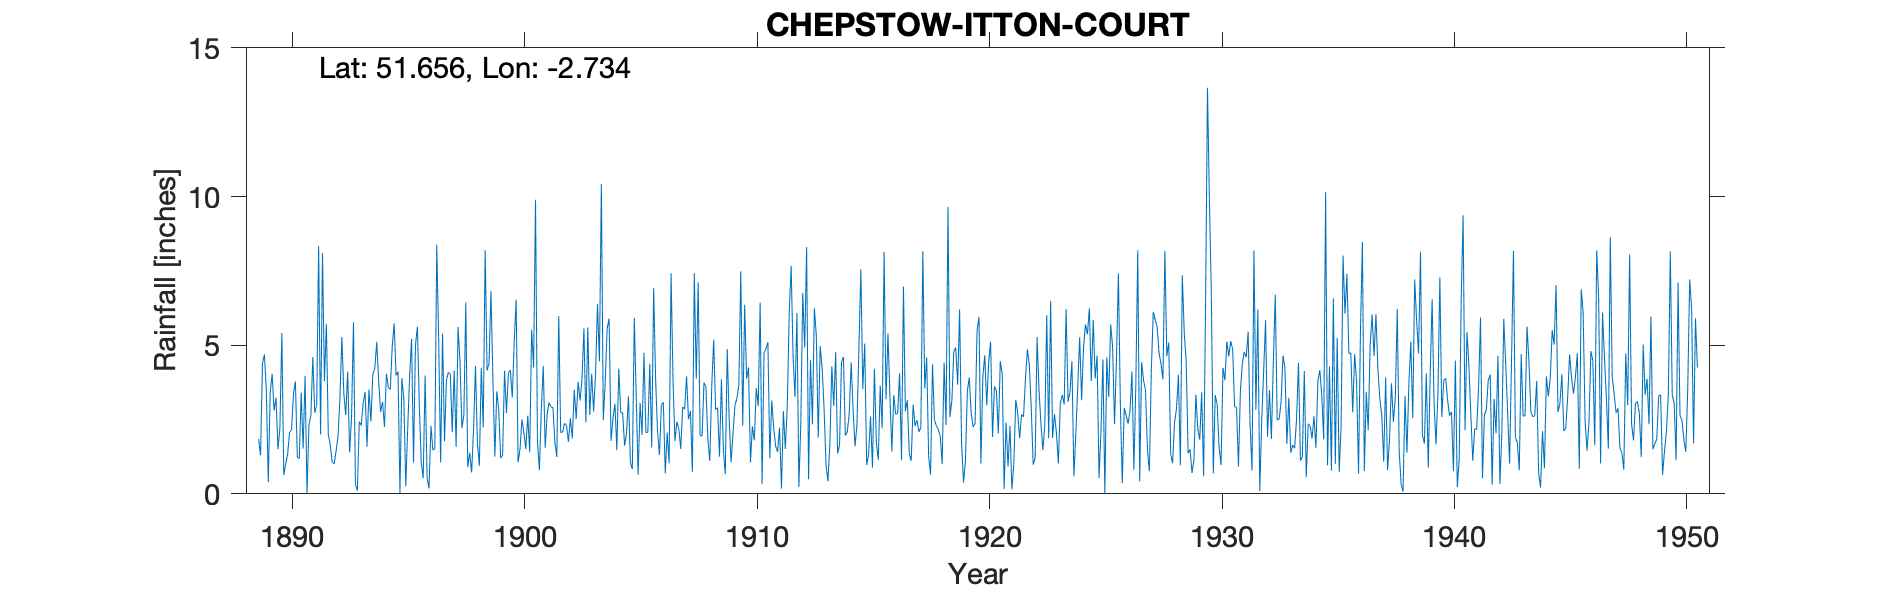 CHEPSTOW-ITTON-COURT
Lat: 51.656, Lon: -2.734
15
10
5
0
Rainfall [inches]
1890 1900 1910 1920 1930 1940 1950
Year